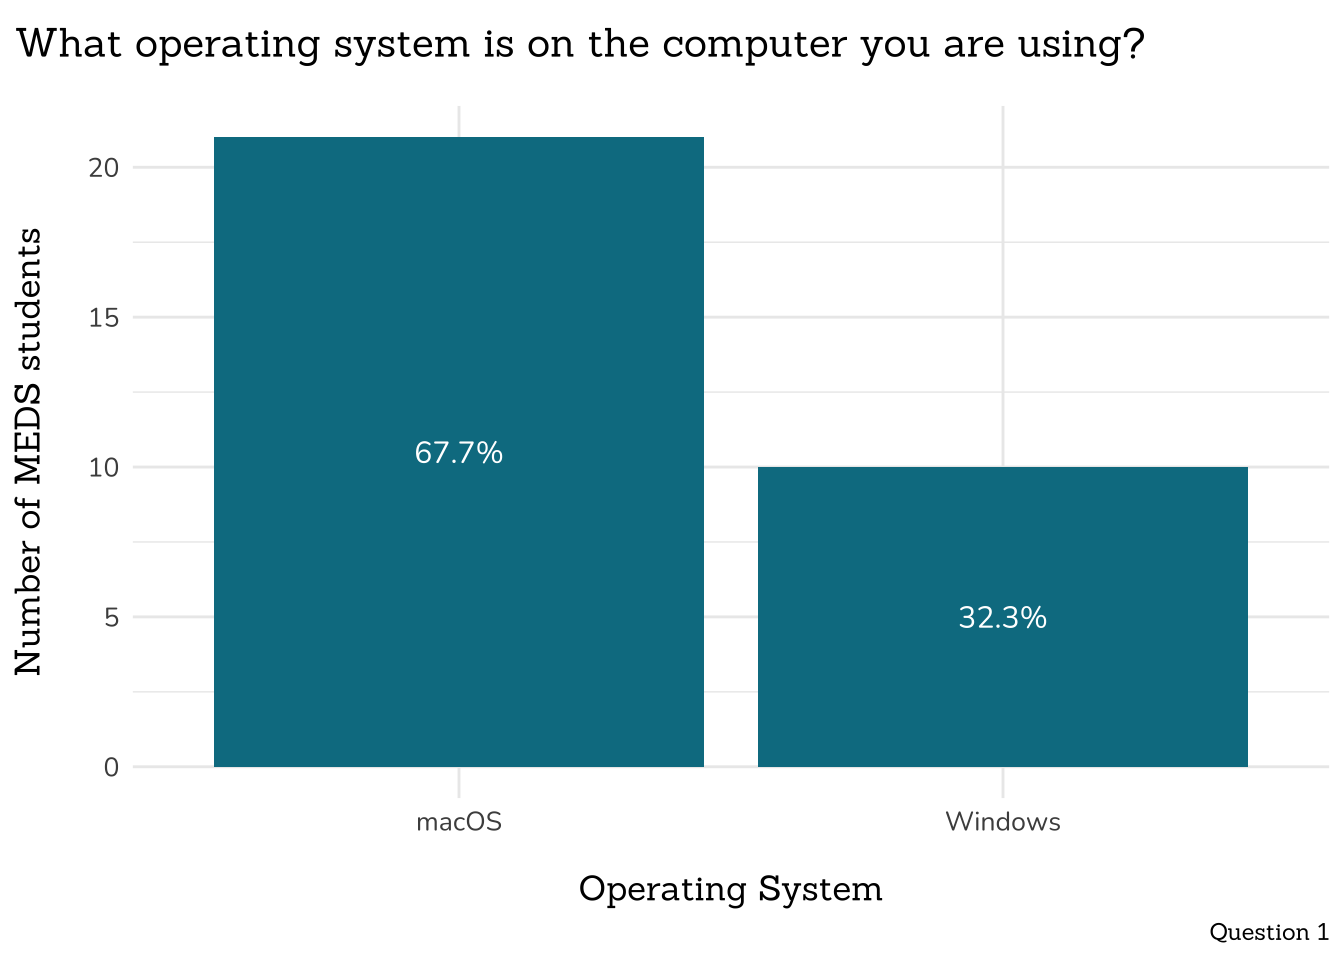 What operating system is on the computer you are using?
Number of MEDS students
20
15
10
5
0
67.7%
32.3%
macOS
Windows
Operating System
Question 1